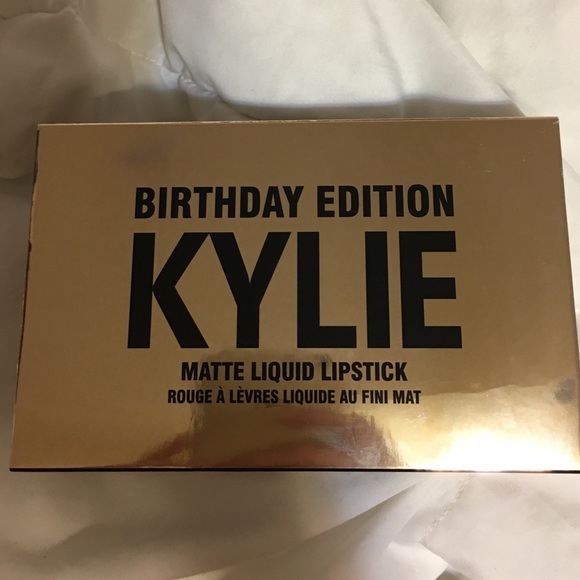 BIRTHDAY EDITION
KYLIE
MATTE LIQUID LIPSTICK
ROUGE À LÈVRES LIQUIDE AU FINI MAT